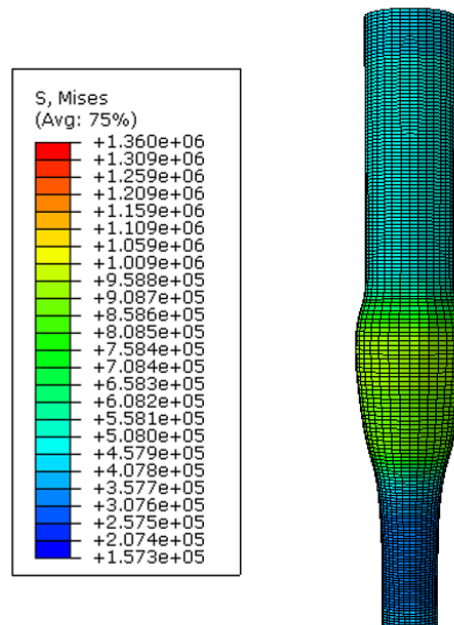 S, Mises
(Avg: 75%)
+1.360e+06
+1.309e+06
+1.259e+06
+1.209e+06
+1.159e+06
+1.109e+06
+1.059e+06
+1.009e+06
+9.588e+05
+9.087e+05
+8.586e+05
+8.085e+05
+7.584e+05
+7.084e+05
+6.583e+05
+6.082e+05
+5.581e+05
+5.080e+05
+4.579e+05
+4.078e+05
+3.577e+05
+3.076e+05
+2.575e+05
+2.074e+05
+1.573e+05